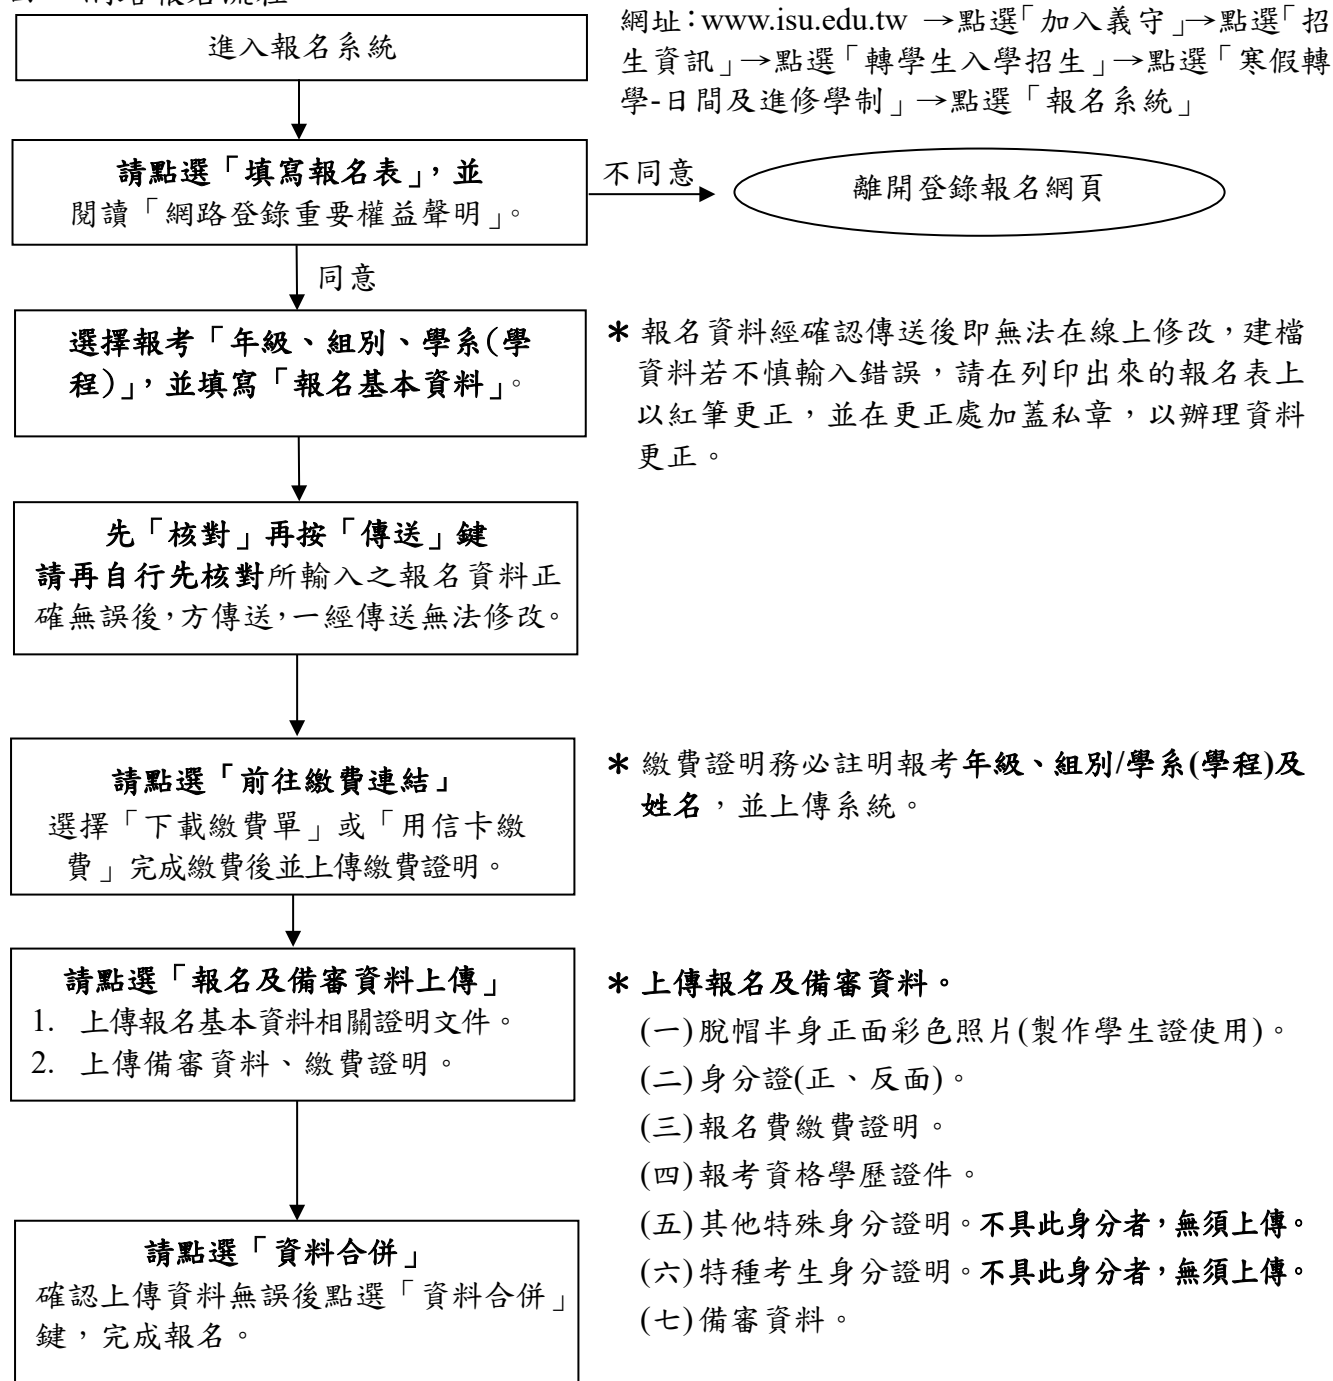 網路報名流程
進入報名系統
網址：www.isu.edu.tw →點選「加入義守」→點選「招
生資訊」→點選「轉學生入學招生」→點選「寒假轉
學-日間及進修學制」→點選「報名系統」
請點選「填寫報名表」，並
閱讀「網路登錄重要權益聲明」。
不同意
離開登錄報名網頁
同意
選擇報考「年級、組別、學系(學
程)」，並填寫「報名基本資料」。
＊報名資料經確認傳送後即無法在線上修改，建檔
資料若不慎輸入錯誤，請在列印出來的報名表上
以紅筆更正，並在更正處加蓋私章，以辦理資料
更正。
先「核對」再按「傳送」鍵
請再自行先核對所輸入之報名資料正
確無誤後，方傳送，一經傳送無法修改。
請點選「前往繳費連結」
選擇「下載繳費單」或「用信卡繳
費」完成繳費後並上傳繳費證明。
＊繳費證明務必註明報考年級、組別/學系(學程)及
姓名，並上傳系統。
請點選「報名及備審資料上傳」
1. 上傳報名基本資料相關證明文件。
2. 上傳備審資料、繳費證明。
＊上傳報名及備審資料。
(一)脫帽半身正面彩色照片(製作學生證使用)。
(二)身分證(正、反面)。
(三)報名費繳費證明。
(四)報考資格學歷證件。
(五)其他特殊身分證明。不具此身分者，無須上傳。
(六)特種考生身分證明。不具此身分者，無須上傳。
(七)備審資料。
請點選「資料合併」
確認上傳資料無誤後點選「資料合併」
鍵，完成報名。